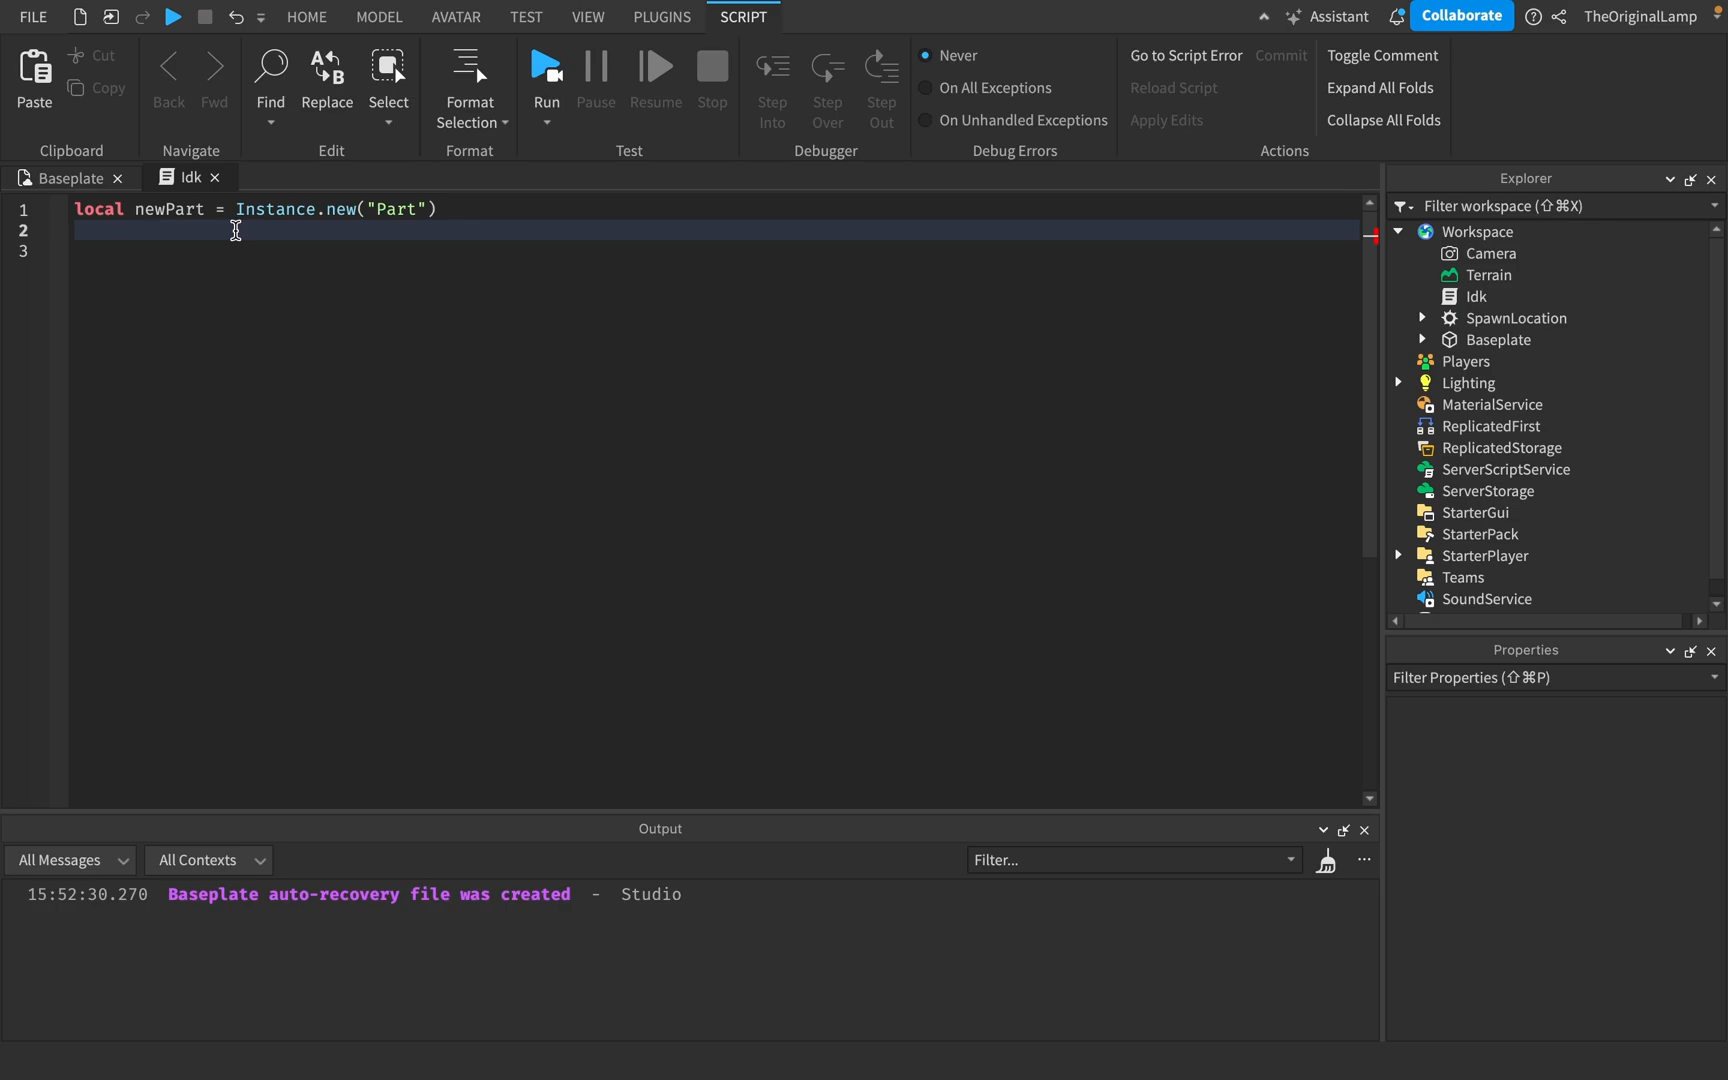 FILE HOME MODEL AVATAR TEST VIEW PLUGINS SCRIPT Assistant Collaborate TheOriginalLamp
Paste Cut Copy
Clipboard
Back Fwd
Navigate
Find Replace Select
Edit
Format Selection
Format
Run Pause Resume Stop
Test
Step Into Step Over Step Out
Debugger
Never
On All Exceptions
On Unhandled Exceptions
Debug Errors
Go to Script Error Commit Toggle Comment
Reload Script Expand All Folds
Apply Edits Collapse All Folds
Actions
Baseplate Idk
1 local newPart = Instance.new("Part")
2
3
Explorer
Filter workspace (⇧⌘X)
Workspace
Camera
Terrain
Idk
SpawnLocation
Baseplate
Players
Lighting
MaterialService
ReplicatedFirst
ReplicatedStorage
ServerScriptService
ServerStorage
StarterGui
StarterPack
StarterPlayer
Teams
SoundService
Properties
Filter Properties (⇧⌘P)
Output
All Messages All Contexts Filter...
15:52:30.270 Baseplate auto-recovery file was created - Studio